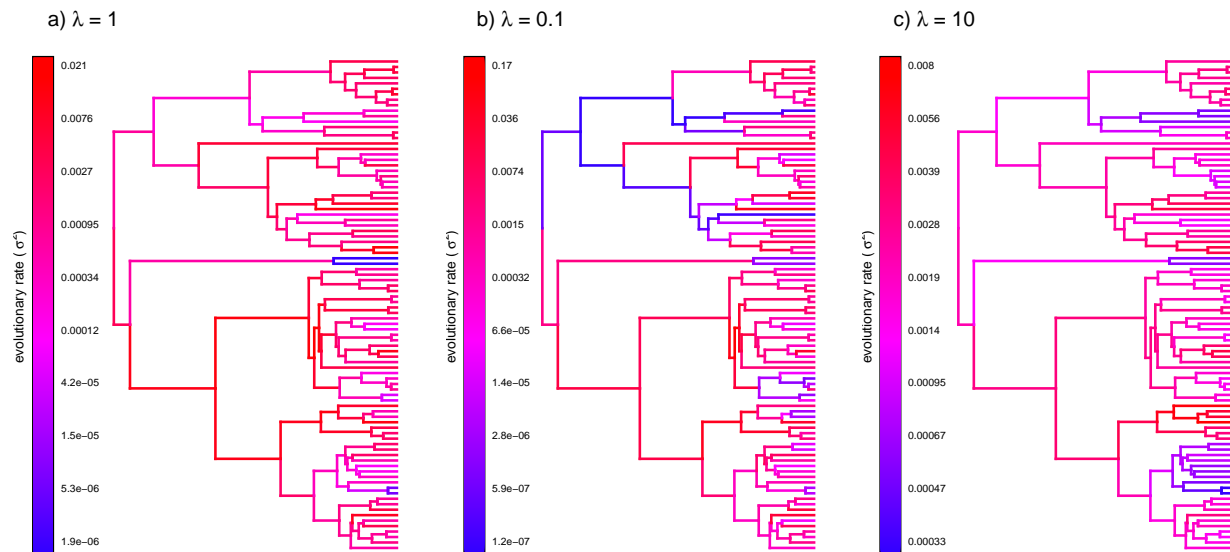 a) λ = 1
b) λ = 0.1
c) λ = 10
evolutionary rate ( σ²)
0.021
0.0076
0.0027
0.00095
0.00034
0.00012
4.2e−05
1.5e−05
5.3e−06
1.9e−06
evolutionary rate ( σ²)
0.17
0.036
0.0074
0.0015
0.00032
6.6e−05
1.4e−05
2.8e−06
5.9e−07
1.2e−07
evolutionary rate ( σ²)
0.008
0.0056
0.0039
0.0028
0.0019
0.0014
0.00095
0.00067
0.00047
0.00033